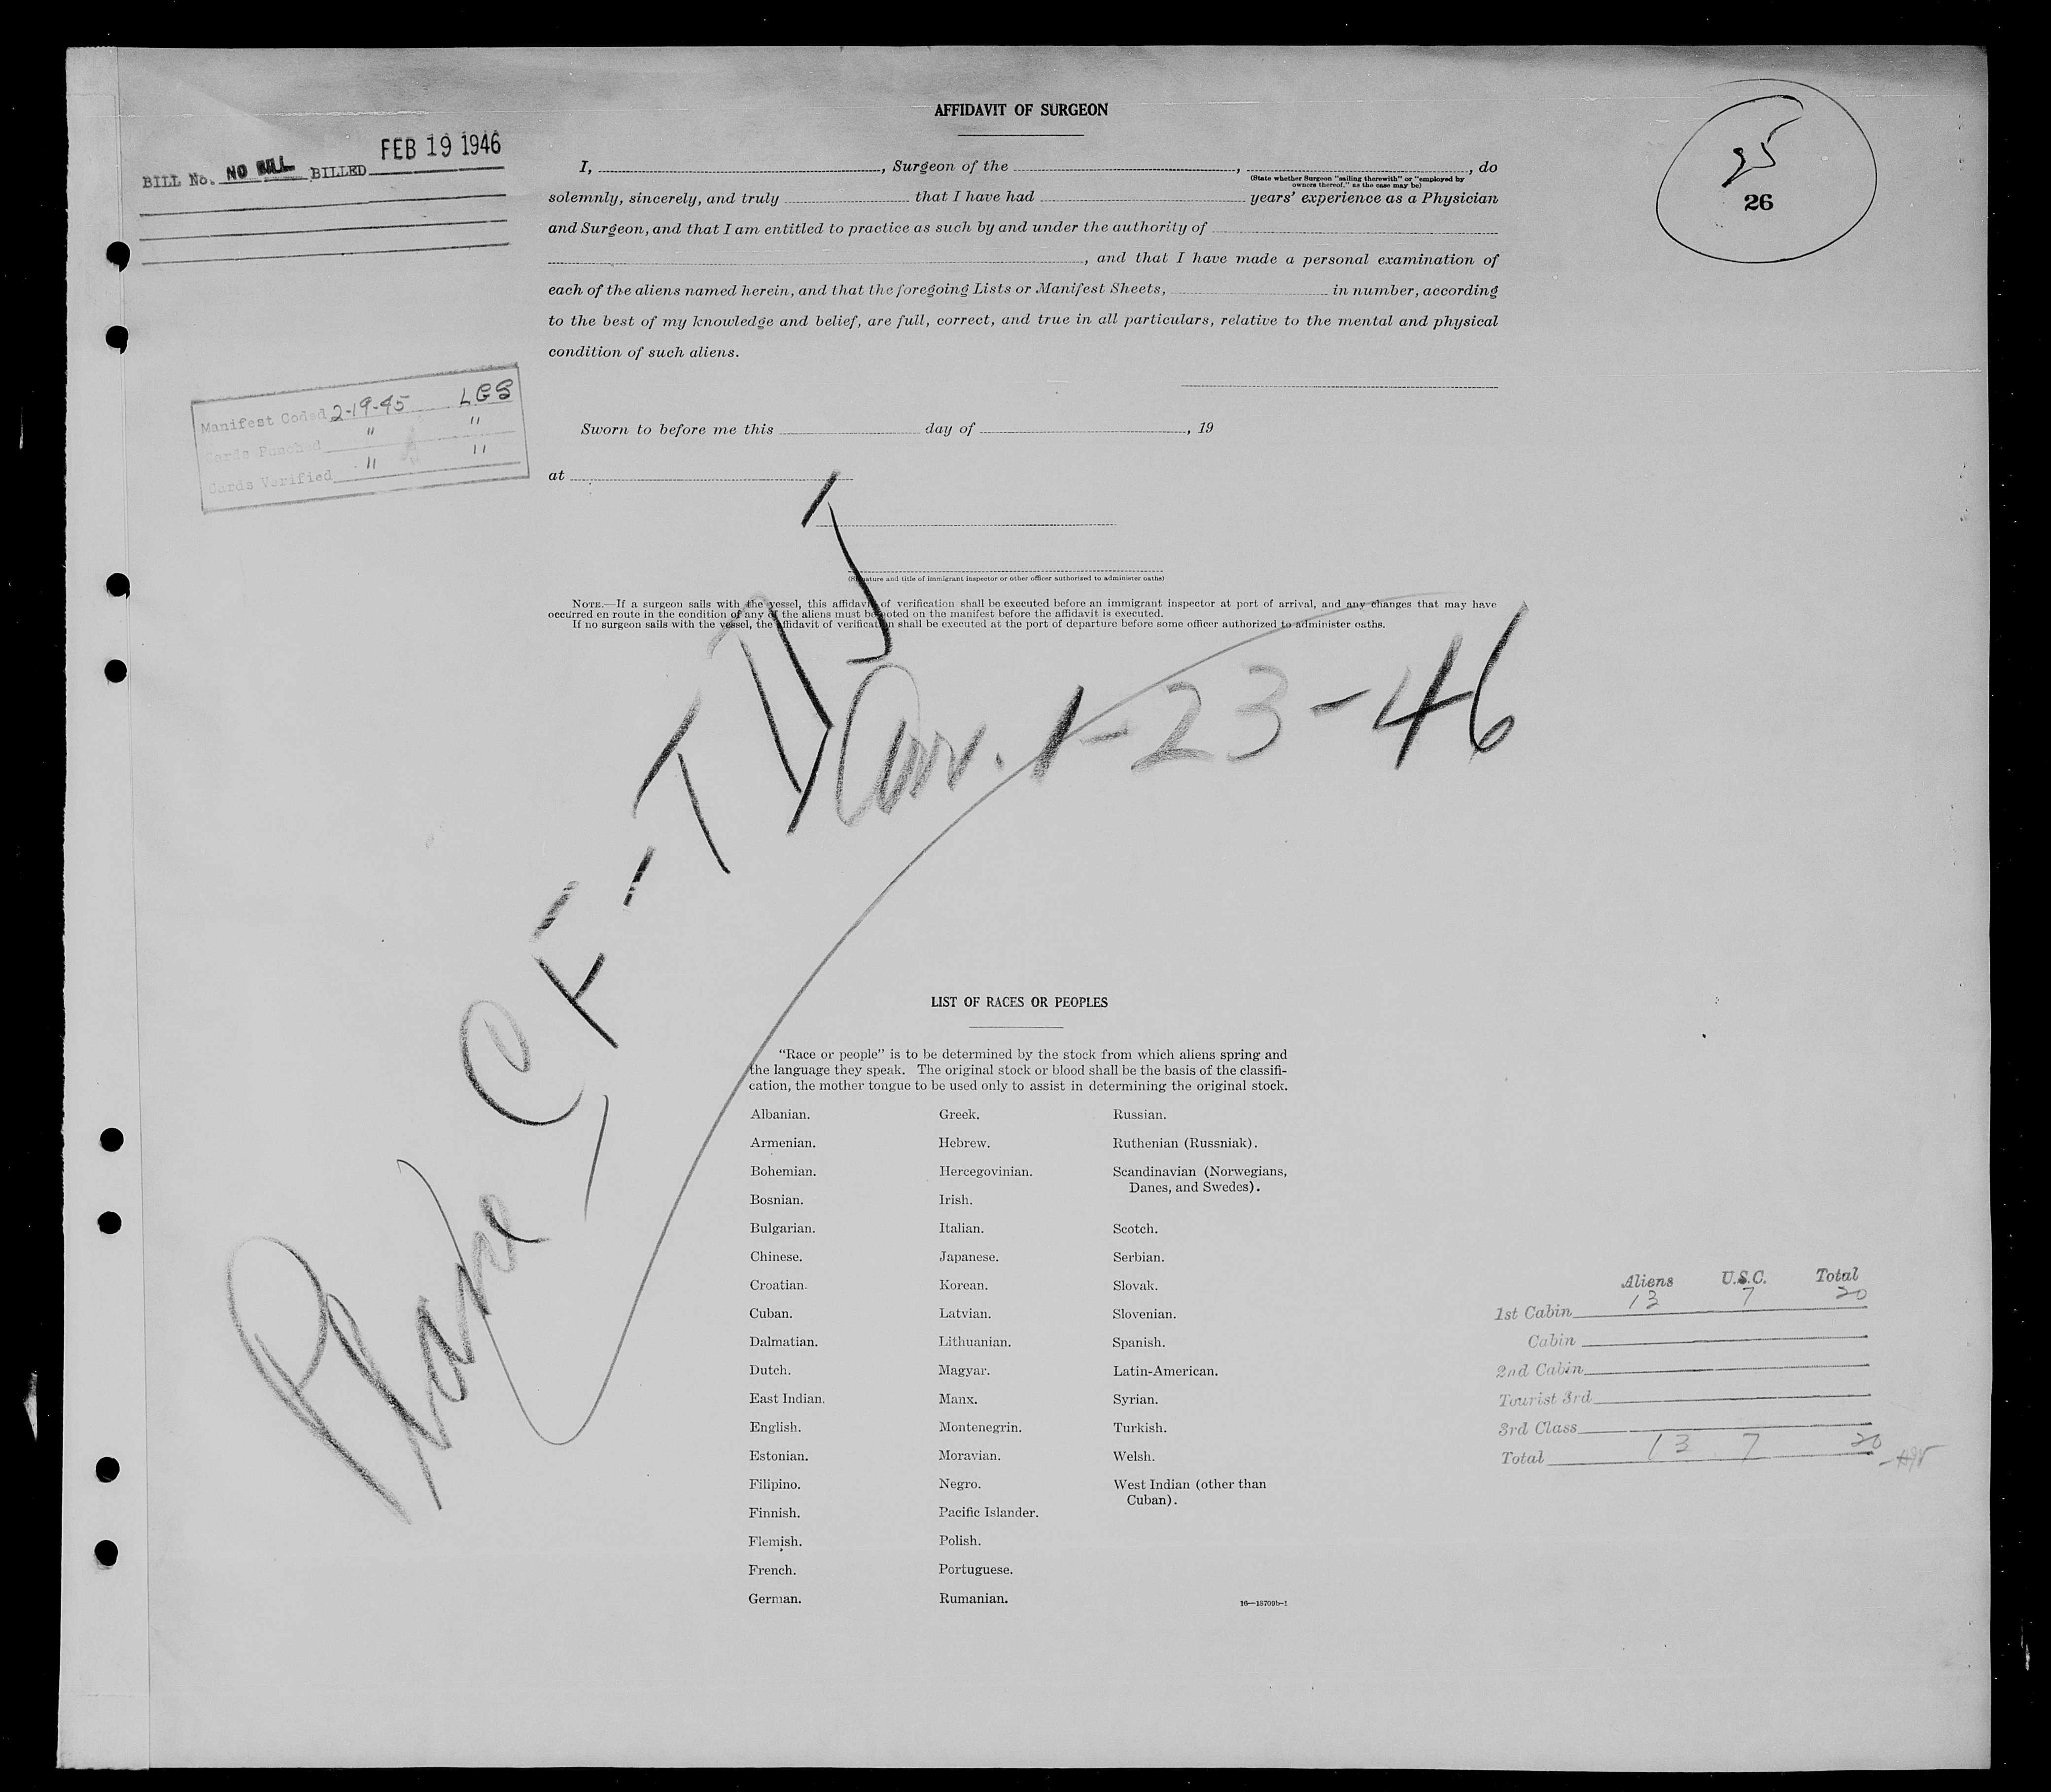 AFFIDAVIT OF SURGEON
BILL No. NO BILL BILLED FEB 19 1946
25
26
I, , Surgeon of the , , do
(State whether Surgeon "sailing therewith" or "employed by
owners thereof," as the case may be)
solemnly, sincerely, and truly that I have had years' experience as a Physician
and Surgeon, and that I am entitled to practice as such by and under the authority of
, and that I have made a personal examination of
each of the aliens named herein, and that the foregoing Lists or Manifest Sheets, in number, according
to the best of my knowledge and belief, are full, correct, and true in all particulars, relative to the mental and physical
condition of such aliens.
Manifest Coded 2-19-45 LGS
Cards Punched " "
Cards Verified " "
Sworn to before me this day of , 19
at
(Signature and title of immigrant inspector or other officer authorized to administer oaths)
NOTE.—If a surgeon sails with the vessel, this affidavit of verification shall be executed before an immigrant inspector at port of arrival, and any changes that may have
occurred en route in the condition of any of the aliens must be noted on the manifest before the affidavit is executed.
If no surgeon sails with the vessel, the affidavit of verification shall be executed at the port of departure before some officer authorized to administer oaths.
Plane, CF-
Arr. 1-23-46
LIST OF RACES OR PEOPLES
"Race or people" is to be determined by the stock from which aliens spring and
the language they speak. The original stock or blood shall be the basis of the classifi-
cation, the mother tongue to be used only to assist in determining the original stock.
Albanian.
Armenian.
Bohemian.
Bosnian.
Bulgarian.
Chinese.
Croatian.
Cuban.
Dalmatian.
Dutch.
East Indian.
English.
Estonian.
Filipino.
Finnish.
Flemish.
French.
German.
Greek.
Hebrew.
Hercegovinian.
Irish.
Italian.
Japanese.
Korean.
Latvian.
Lithuanian.
Magyar.
Manx.
Montenegrin.
Moravian.
Negro.
Pacific Islander.
Polish.
Portuguese.
Rumanian.
Russian.
Ruthenian (Russniak).
Scandinavian (Norwegians,
Danes, and Swedes).
Scotch.
Serbian.
Slovak.
Slovenian.
Spanish.
Latin-American.
Syrian.
Turkish.
Welsh.
West Indian (other than
Cuban).
16—18709b-1
Aliens U.S.C. Total
1st Cabin 13 7 20
Cabin
2nd Cabin
Tourist 3rd
3rd Class
Total 13 7 20